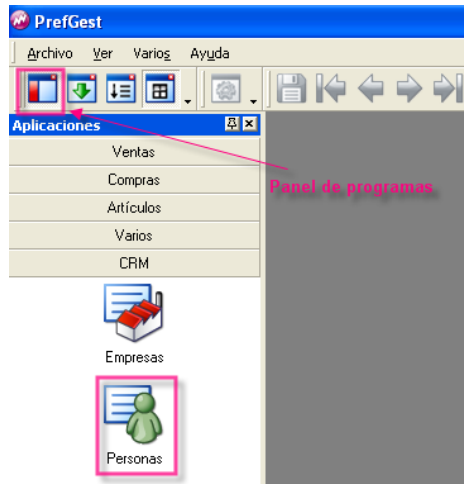 PrefGest
Archivo Ver Varios Ayuda
Aplicaciones
Ventas
Compras
Panel de programas
Artículos
Varios
CRM
Empresas
Personas